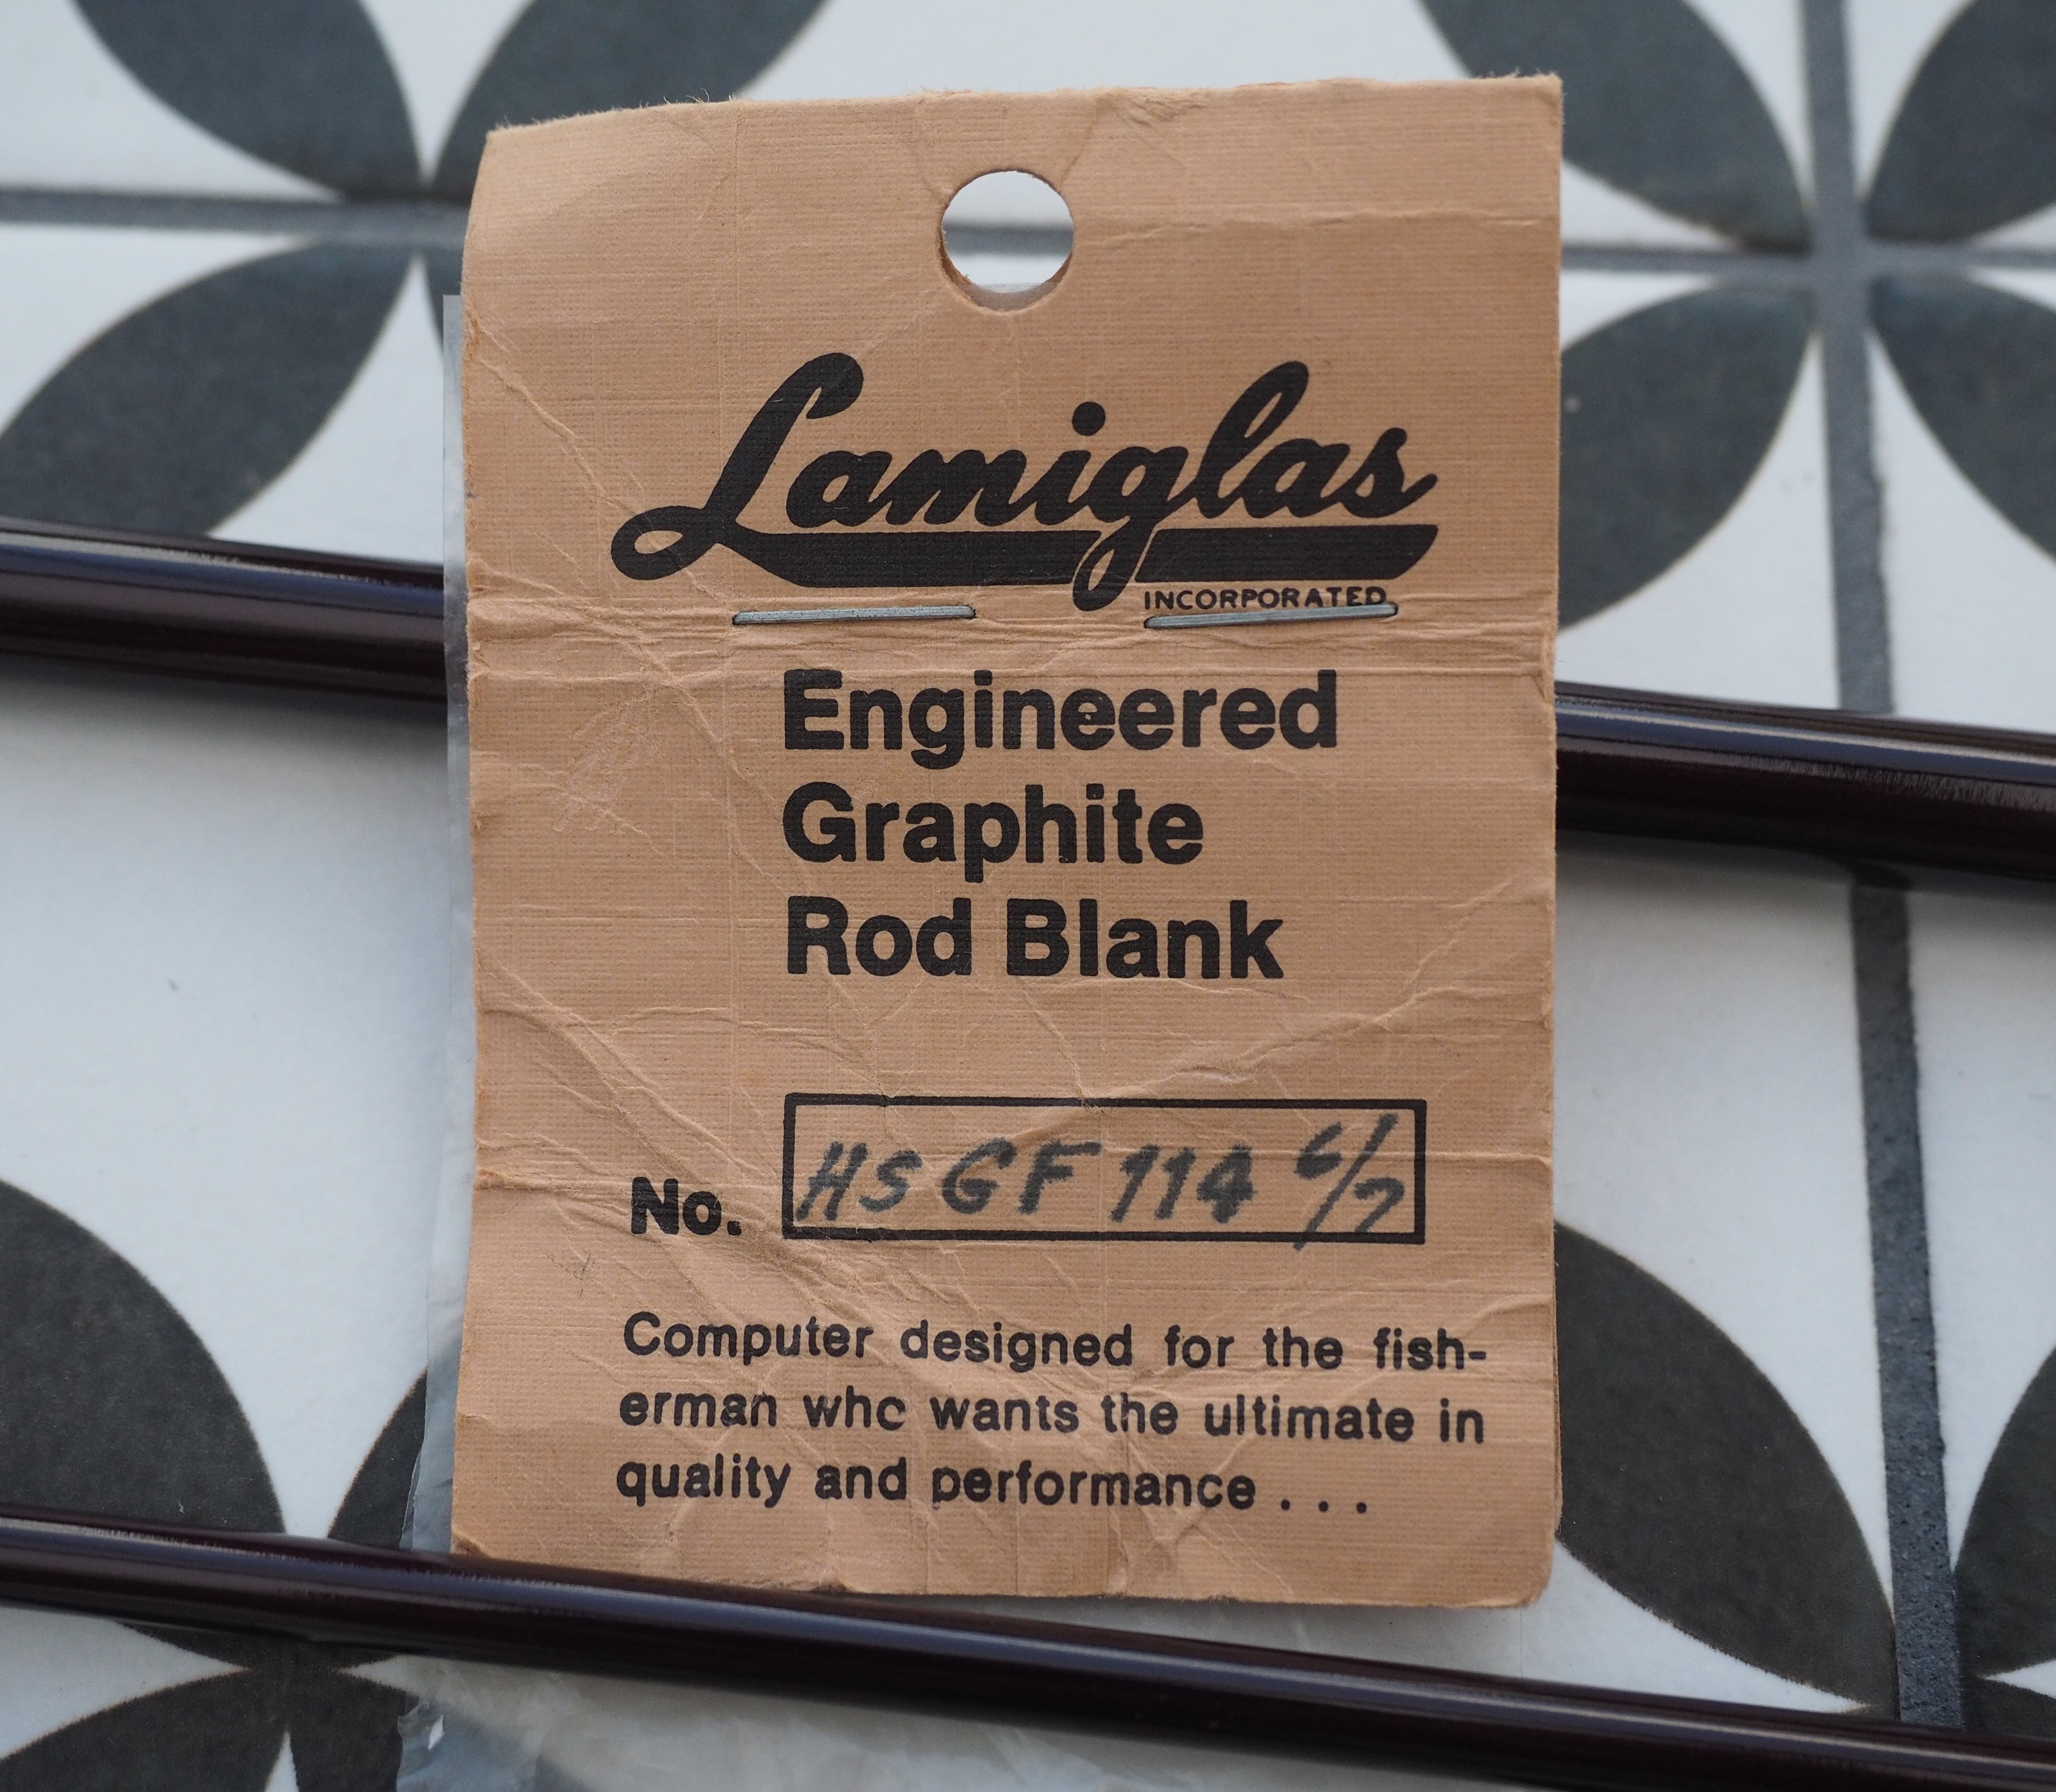 Lamiglas
INCORPORATED
Engineered
Graphite
Rod Blank
No. HSGF 114 6/7
Computer designed for the fish-
erman who wants the ultimate in
quality and performance . . .